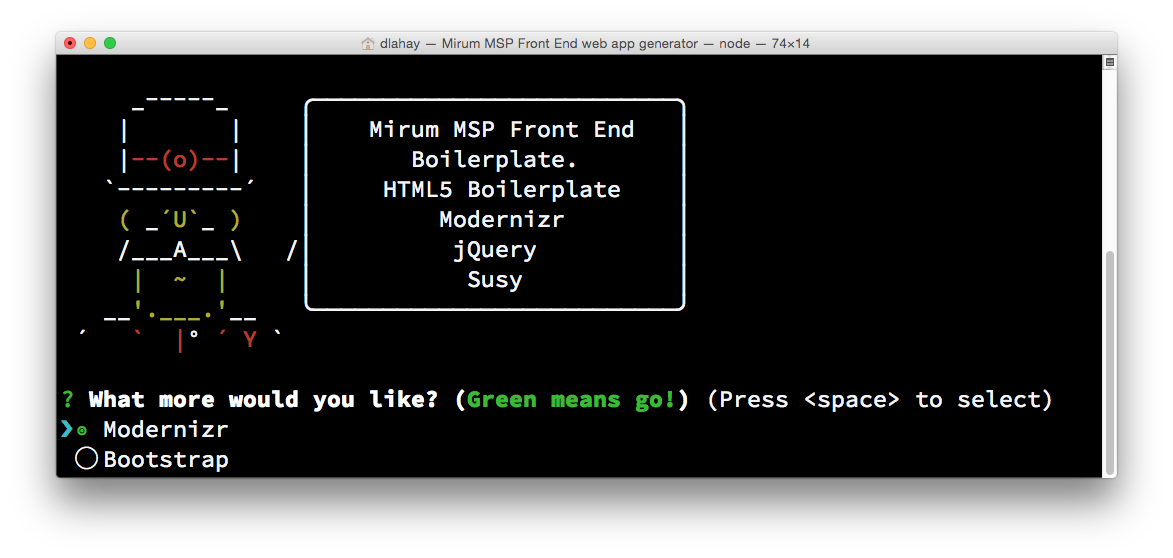 dlahay — Mirum MSP Front End web app generator — node — 74×14
Mirum MSP Front End
--(o)--
Boilerplate.
HTML5 Boilerplate
( _´U`_ )
Modernizr
/___A___\ /
jQuery
| ~ |
Susy
__'.___.'__
´ ` |° ´ Y `
? What more would you like? (Green means go!) (Press <space> to select)
❯◉ Modernizr
◯ Bootstrap